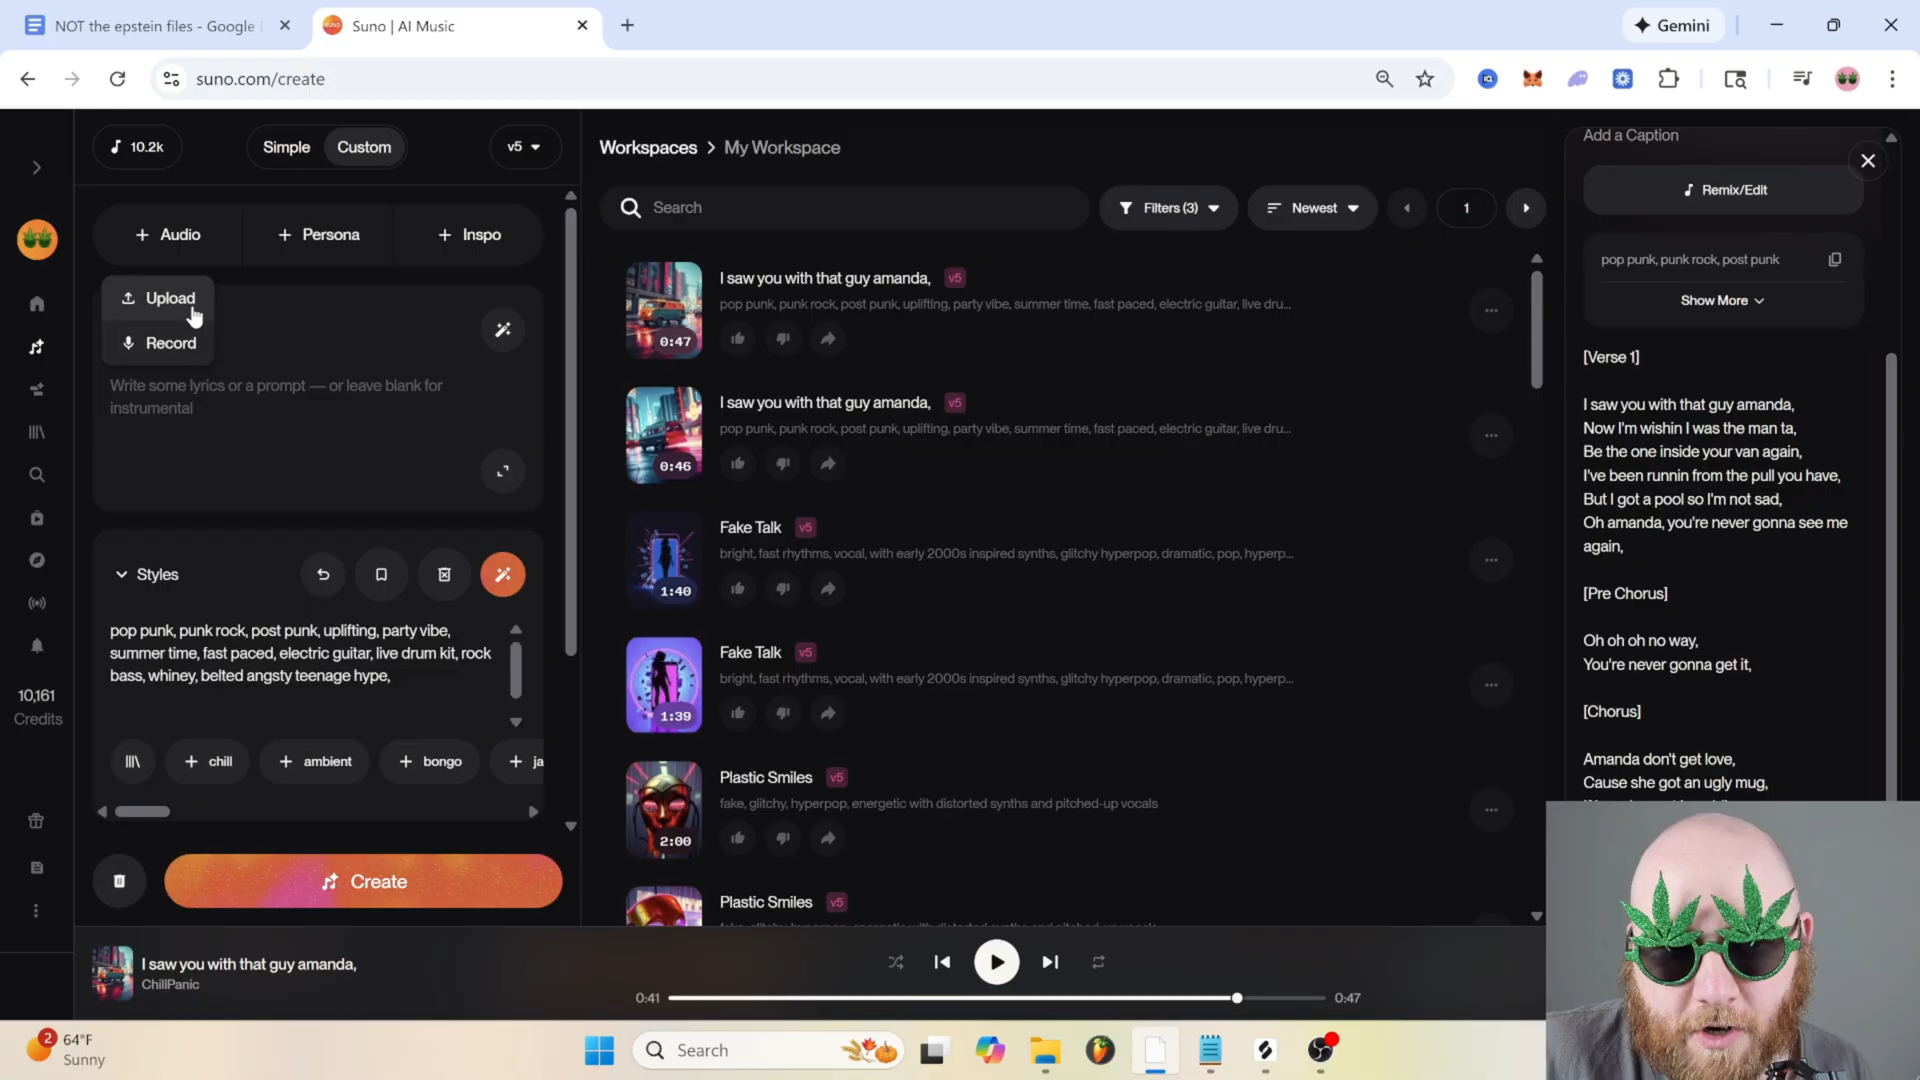 NOT the epstein files - Google
Suno | AI Music
Gemini
suno.com/create
10.2k
Simple
Custom
v5
Audio
Persona
Inspo
Upload
Record
Write some lyrics or a prompt — or leave blank for
instrumental
Styles
pop punk, punk rock, post punk, uplifting, party vibe,
summer time, fast paced, electric guitar, live drum kit, rock
bass, whiney, belted angsty teenage hype,
chill
ambient
bongo
ja
Create
10,161
Credits
Workspaces > My Workspace
Search
Filters (3)
Newest
1
I saw you with that guy amanda, v5
pop punk, punk rock, post punk, uplifting, party vibe, summer time, fast paced, electric guitar, live dru...
0:47
I saw you with that guy amanda, v5
pop punk, punk rock, post punk, uplifting, party vibe, summer time, fast paced, electric guitar, live dru...
0:46
Fake Talk v5
bright, fast rhythms, vocal, with early 2000s inspired synths, glitchy hyperpop, dramatic, pop, hyperp...
1:40
Fake Talk v5
bright, fast rhythms, vocal, with early 2000s inspired synths, glitchy hyperpop, dramatic, pop, hyperp...
1:39
Plastic Smiles v5
fake, glitchy, hyperpop, energetic with distorted synths and pitched-up vocals
2:00
Plastic Smiles v5
Add a Caption
Remix/Edit
pop punk, punk rock, post punk
Show More
[Verse 1]
I saw you with that guy amanda,
Now I'm wishin I was the man ta,
Be the one inside your van again,
I've been runnin from the pull you have,
But I got a pool so I'm not sad,
Oh amanda, you're never gonna see me
again,
[Pre Chorus]
Oh oh oh no way,
You're never gonna get it,
[Chorus]
Amanda don't get love,
Cause she got an ugly mug,
I saw you with that guy amanda,
ChillPanic
0:41
0:47
2
64°F
Sunny
Search